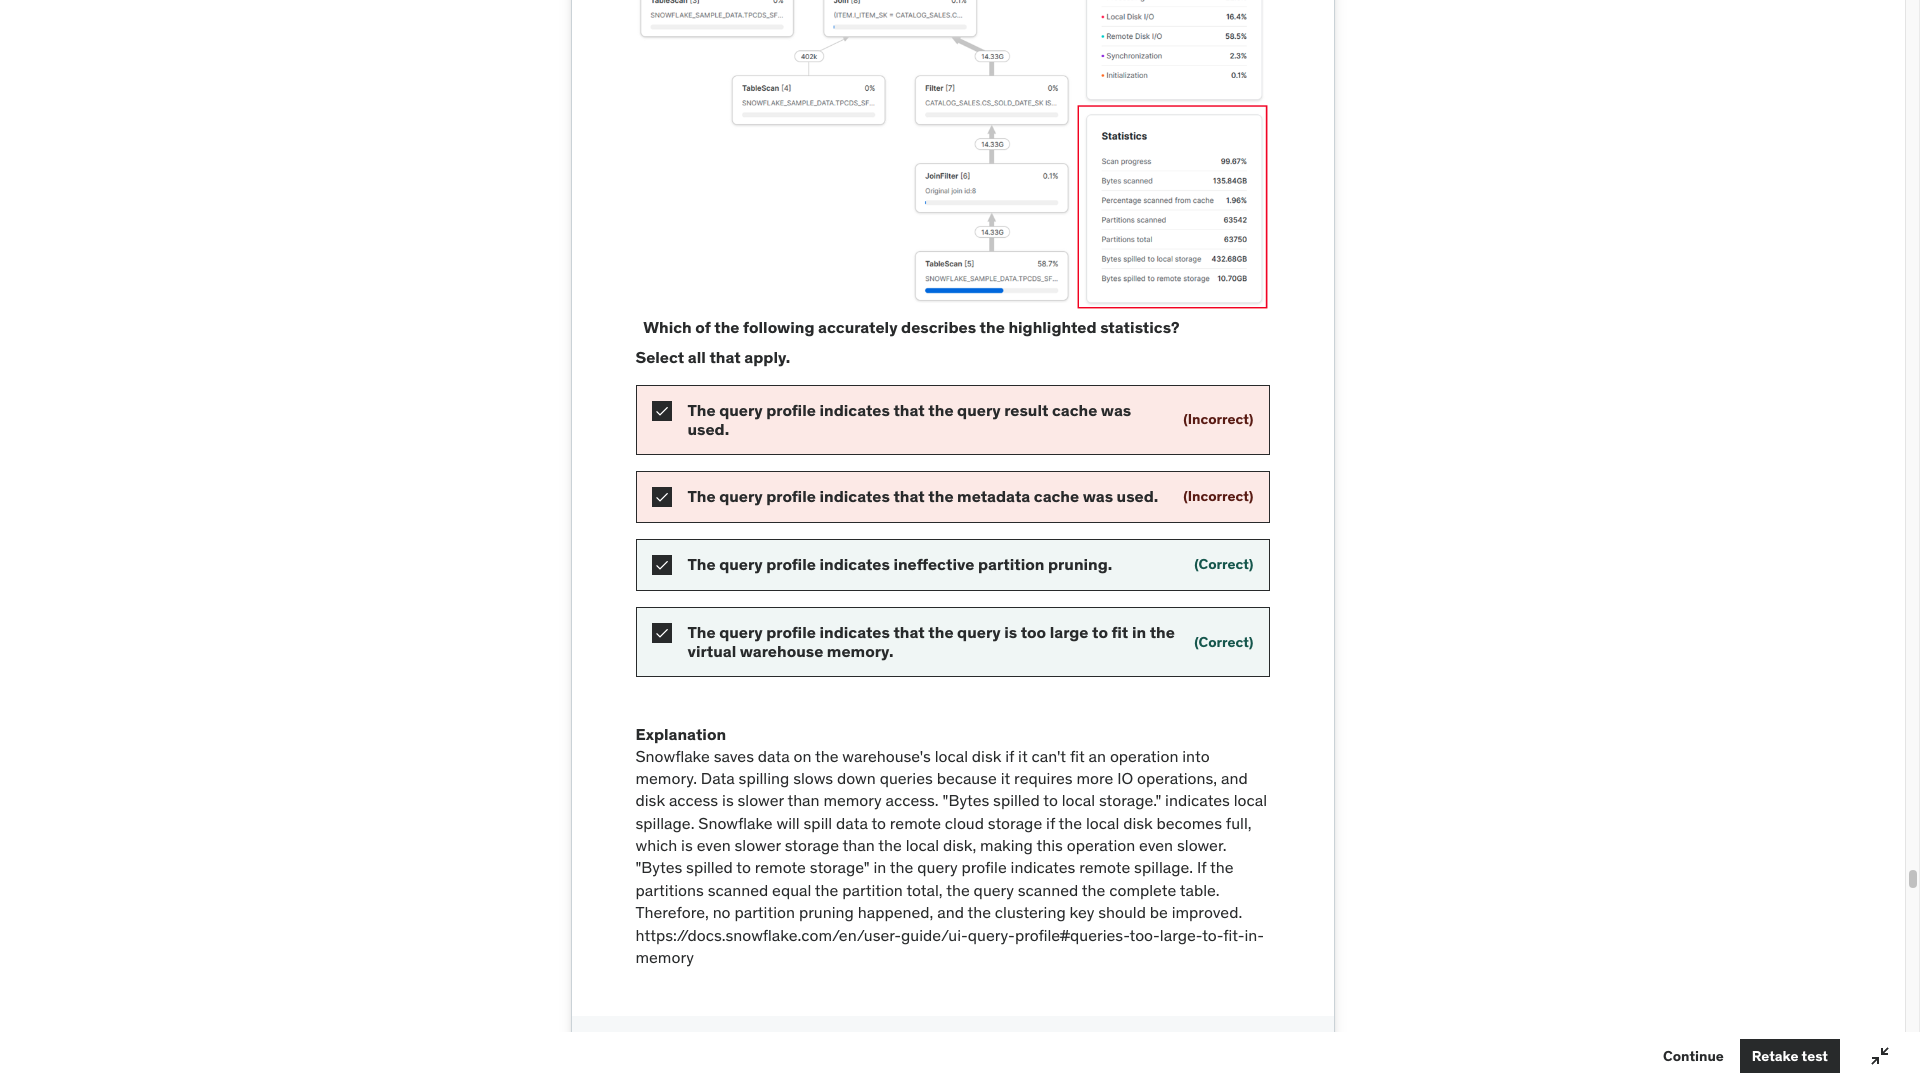 TableScan [3] 0%
SNOWFLAKE_SAMPLE_DATA.TPCDS_SF...
Join [8] 0.1%
(ITEM.I_ITEM_SK = CATALOG_SALES.C...
Local Disk I/O 16.4%
Remote Disk I/O 58.5%
Synchronization 2.3%
Initialization 0.1%
402k
14.33G
TableScan [4] 0%
SNOWFLAKE_SAMPLE_DATA.TPCDS_SF...
Filter [7] 0%
CATALOG_SALES.CS_SOLD_DATE_SK IS...
14.33G
JoinFilter [6] 0.1%
Original join id:8
14.33G
TableScan [5] 58.7%
SNOWFLAKE_SAMPLE_DATA.TPCDS_SF...
Statistics
Scan progress 99.67%
Bytes scanned 135.84GB
Percentage scanned from cache 1.96%
Partitions scanned 63542
Partitions total 63750
Bytes spilled to local storage 432.68GB
Bytes spilled to remote storage 10.70GB
Which of the following accurately describes the highlighted statistics?
Select all that apply.
The query profile indicates that the query result cache was
used.
(Incorrect)
The query profile indicates that the metadata cache was used. (Incorrect)
The query profile indicates ineffective partition pruning. (Correct)
The query profile indicates that the query is too large to fit in the
virtual warehouse memory.
(Correct)
Explanation
Snowflake saves data on the warehouse's local disk if it can't fit an operation into
memory. Data spilling slows down queries because it requires more IO operations, and
disk access is slower than memory access. "Bytes spilled to local storage." indicates local
spillage. Snowflake will spill data to remote cloud storage if the local disk becomes full,
which is even slower storage than the local disk, making this operation even slower.
"Bytes spilled to remote storage" in the query profile indicates remote spillage. If the
partitions scanned equal the partition total, the query scanned the complete table.
Therefore, no partition pruning happened, and the clustering key should be improved.
https://docs.snowflake.com/en/user-guide/ui-query-profile#queries-too-large-to-fit-in-
memory
Continue
Retake test